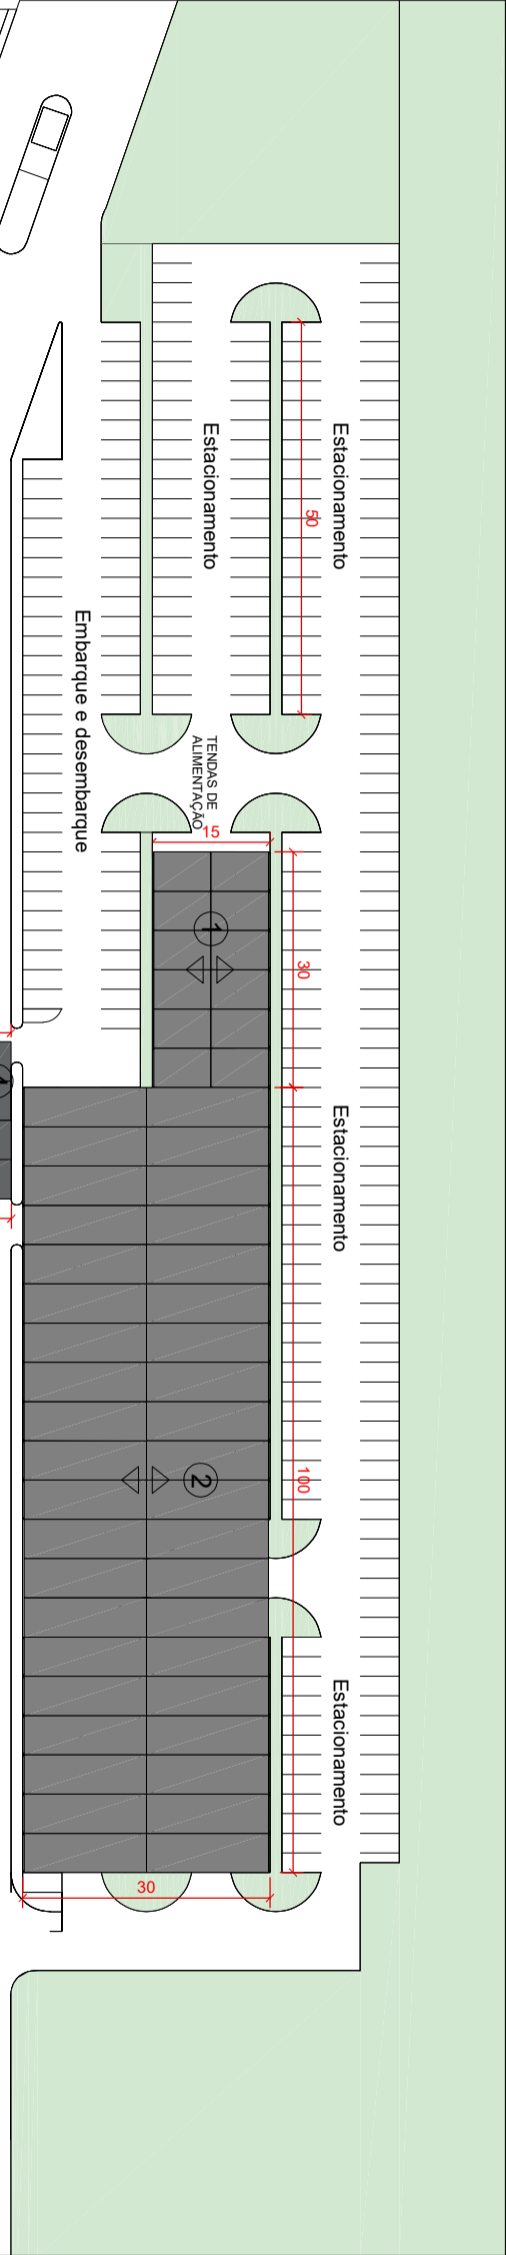 Estacionamento
Estacionamento
50
Embarque e desembarque
TENDAS DE
ALIMENTAÇÃO
15
1
30
Estacionamento
2
100
Estacionamento
30